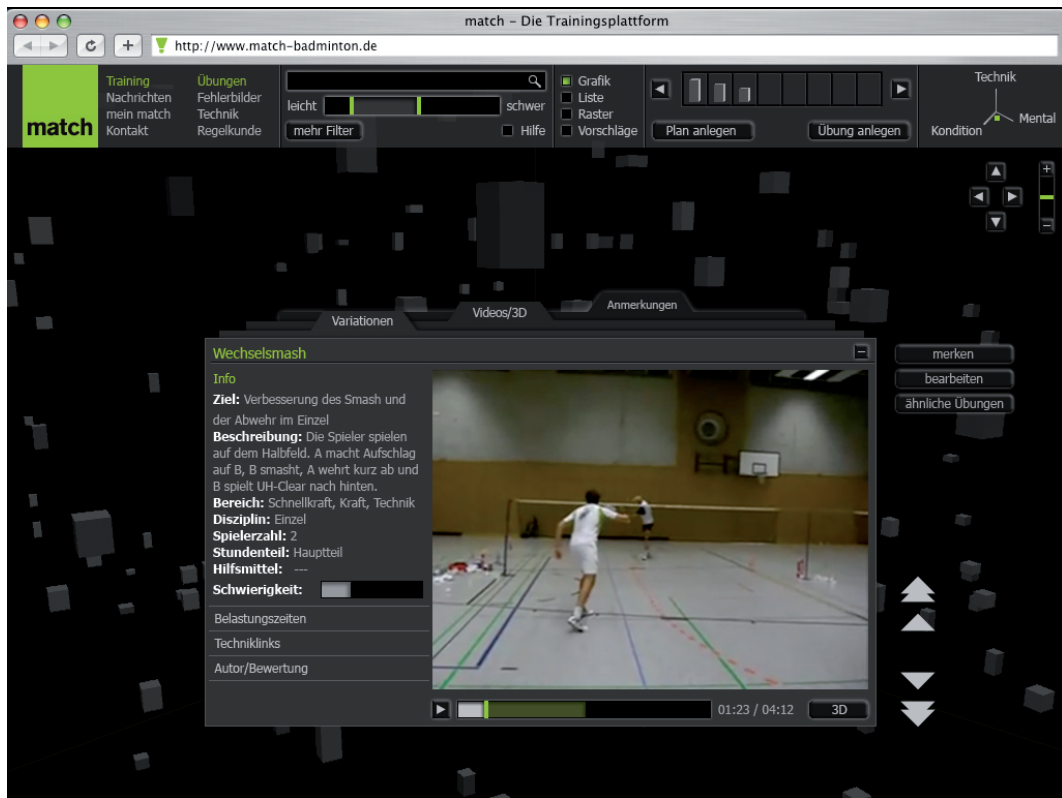 match – Die Trainingsplattform
http://www.match-badminton.de
match
Training
Nachrichten
mein match
Kontakt
Übungen
Fehlerbilder
Technik
Regelkunde
leicht
schwer
mehr Filter
Hilfe
Grafik
Liste
Raster
Vorschläge
Plan anlegen
Übung anlegen
Technik
Kondition
Mental
Variationen
Videos/3D
Anmerkungen
Wechselsmash
Info
Ziel: Verbesserung des Smash und
der Abwehr im Einzel
Beschreibung: Die Spieler spielen
auf dem Halbfeld. A macht Aufschlag
auf B, B smasht, A wehrt kurz ab und
B spielt UH-Clear nach hinten.
Bereich: Schnellkraft, Kraft, Technik
Disziplin: Einzel
Spielerzahl: 2
Stundenteil: Hauptteil
Hilfsmittel: ---
Schwierigkeit:
Belastungszeiten
Techniklinks
Autor/Bewertung
01:23 / 04:12
3D
merken
bearbeiten
ähnliche Übungen